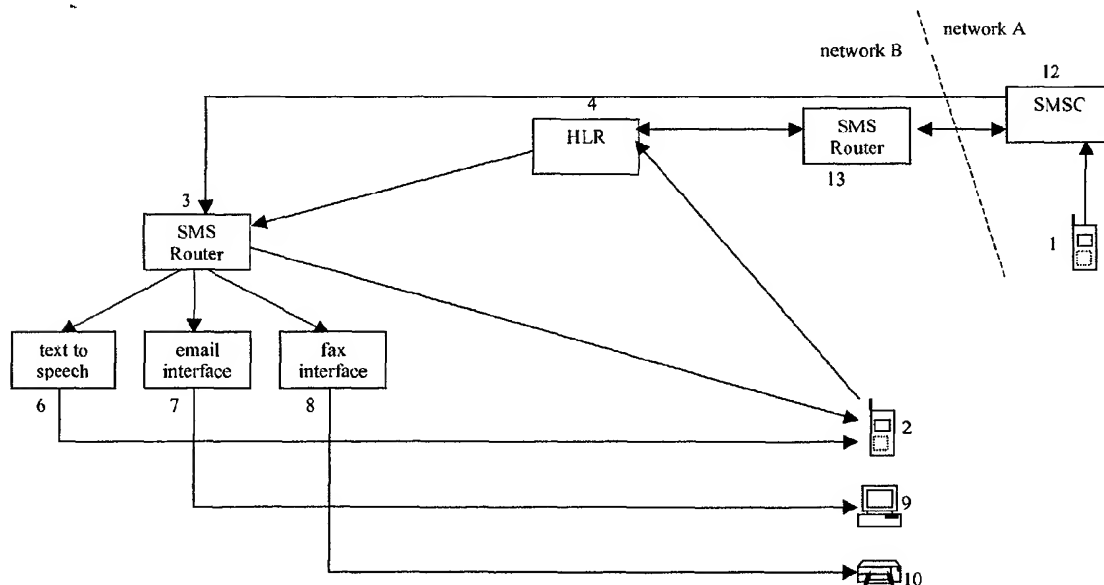 network A
network B
12
SMSC
4
HLR
SMS
Router
13
3
SMS
Router
1
text to
speech
email
interface
fax
interface
6
7
8
2
9
10